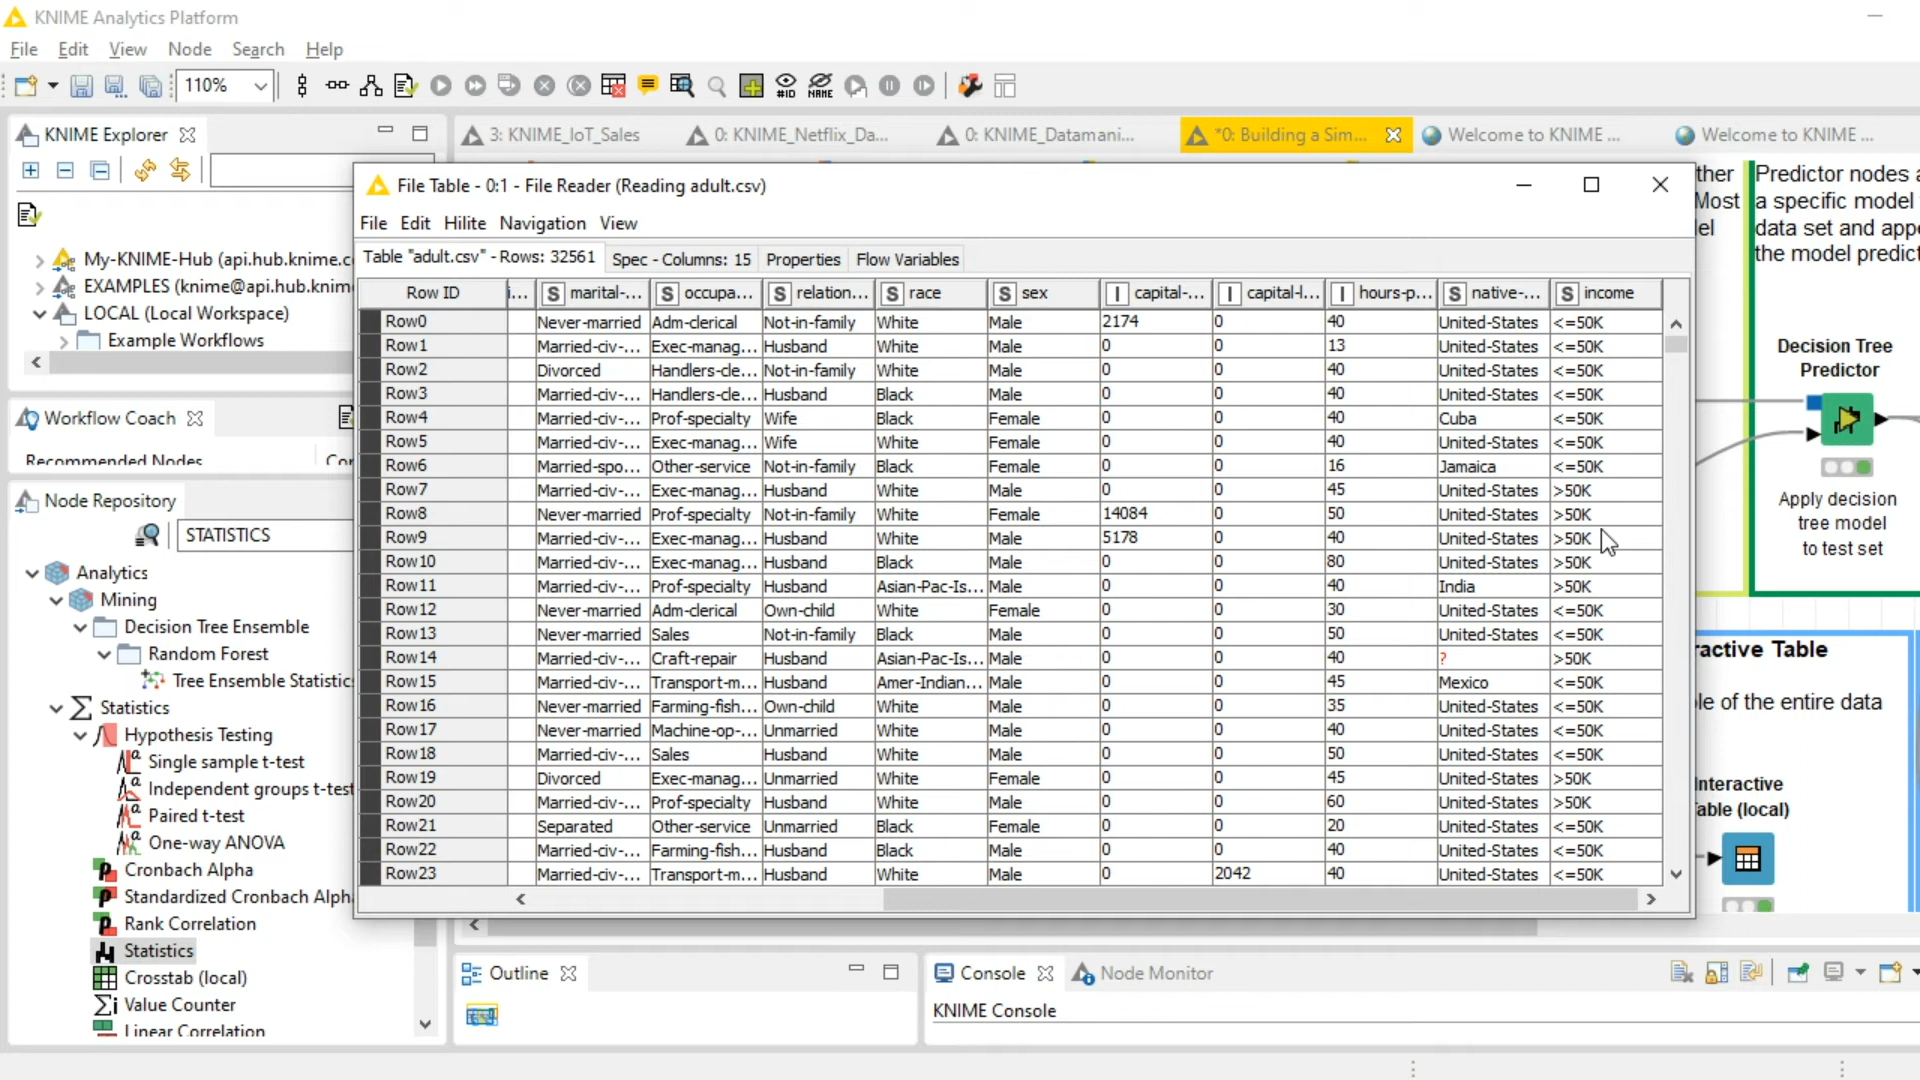 KNIME Analytics Platform
File Edit View Node Search Help
110%
#ID
NAME
KNIME Explorer
3: KNIME_IoT_Sales
0: KNIME_Netflix_Da...
0: KNIME_Datamani...
*0: Building a Sim...
Welcome to KNIME ...
Welcome to KNIME ...
My-KNIME-Hub (api.hub.knime.c
EXAMPLES (knime@api.hub.knim
LOCAL (Local Workspace)
Example Workflows
Workflow Coach
Recommended Nodes
Node Repository
STATISTICS
Analytics
Mining
Decision Tree Ensemble
Random Forest
Tree Ensemble Statistic
Statistics
Hypothesis Testing
Single sample t-test
Independent groups t-test
Paired t-test
One-way ANOVA
Cronbach Alpha
Standardized Cronbach Alph
Rank Correlation
Statistics
Crosstab (local)
Value Counter
Linear Correlation
File Table - 0:1 - File Reader (Reading adult.csv)
File Edit Hilite Navigation View
Table "adult.csv" - Rows: 32561 Spec - Columns: 15 Properties Flow Variables
Row ID i... S marital-... S occupa... S relation... S race S sex I capital-... I capital-l... I hours-p... S native-... S income
Row0 Never-married Adm-clerical Not-in-family White Male 2174 0 40 United-States <=50K
Row1 Married-civ-... Exec-manag... Husband White Male 0 0 13 United-States <=50K
Row2 Divorced Handlers-cle... Not-in-family White Male 0 0 40 United-States <=50K
Row3 Married-civ-... Handlers-cle... Husband Black Male 0 0 40 United-States <=50K
Row4 Married-civ-... Prof-specialty Wife Black Female 0 0 40 Cuba <=50K
Row5 Married-civ-... Exec-manag... Wife White Female 0 0 40 United-States <=50K
Row6 Married-spo... Other-service Not-in-family Black Female 0 0 16 Jamaica <=50K
Row7 Married-civ-... Exec-manag... Husband White Male 0 0 45 United-States >50K
Row8 Never-married Prof-specialty Not-in-family White Female 14084 0 50 United-States >50K
Row9 Married-civ-... Exec-manag... Husband White Male 5178 0 40 United-States >50K
Row10 Married-civ-... Exec-manag... Husband Black Male 0 0 80 United-States >50K
Row11 Married-civ-... Prof-specialty Husband Asian-Pac-Is... Male 0 0 40 India >50K
Row12 Never-married Adm-clerical Own-child White Female 0 0 30 United-States <=50K
Row13 Never-married Sales Not-in-family Black Male 0 0 50 United-States <=50K
Row14 Married-civ-... Craft-repair Husband Asian-Pac-Is... Male 0 0 40 ? >50K
Row15 Married-civ-... Transport-m... Husband Amer-Indian... Male 0 0 45 Mexico <=50K
Row16 Never-married Farming-fish... Own-child White Male 0 0 35 United-States <=50K
Row17 Never-married Machine-op-... Unmarried White Male 0 0 40 United-States <=50K
Row18 Married-civ-... Sales Husband White Male 0 0 50 United-States <=50K
Row19 Divorced Exec-manag... Unmarried White Female 0 0 45 United-States >50K
Row20 Married-civ-... Prof-specialty Husband White Male 0 0 60 United-States >50K
Row21 Separated Other-service Unmarried Black Female 0 0 20 United-States <=50K
Row22 Married-civ-... Farming-fish... Husband Black Male 0 0 40 United-States <=50K
Row23 Married-civ-... Transport-m... Husband White Male 0 2042 40 United-States <=50K
ther
Most
el
Predictor nodes a
a specific model
data set and appe
the model predict
Decision Tree
Predictor
Apply decision
tree model
to test set
ractive Table
le of the entire data
Interactive
Table (local)
Outline
Console
Node Monitor
KNIME Console